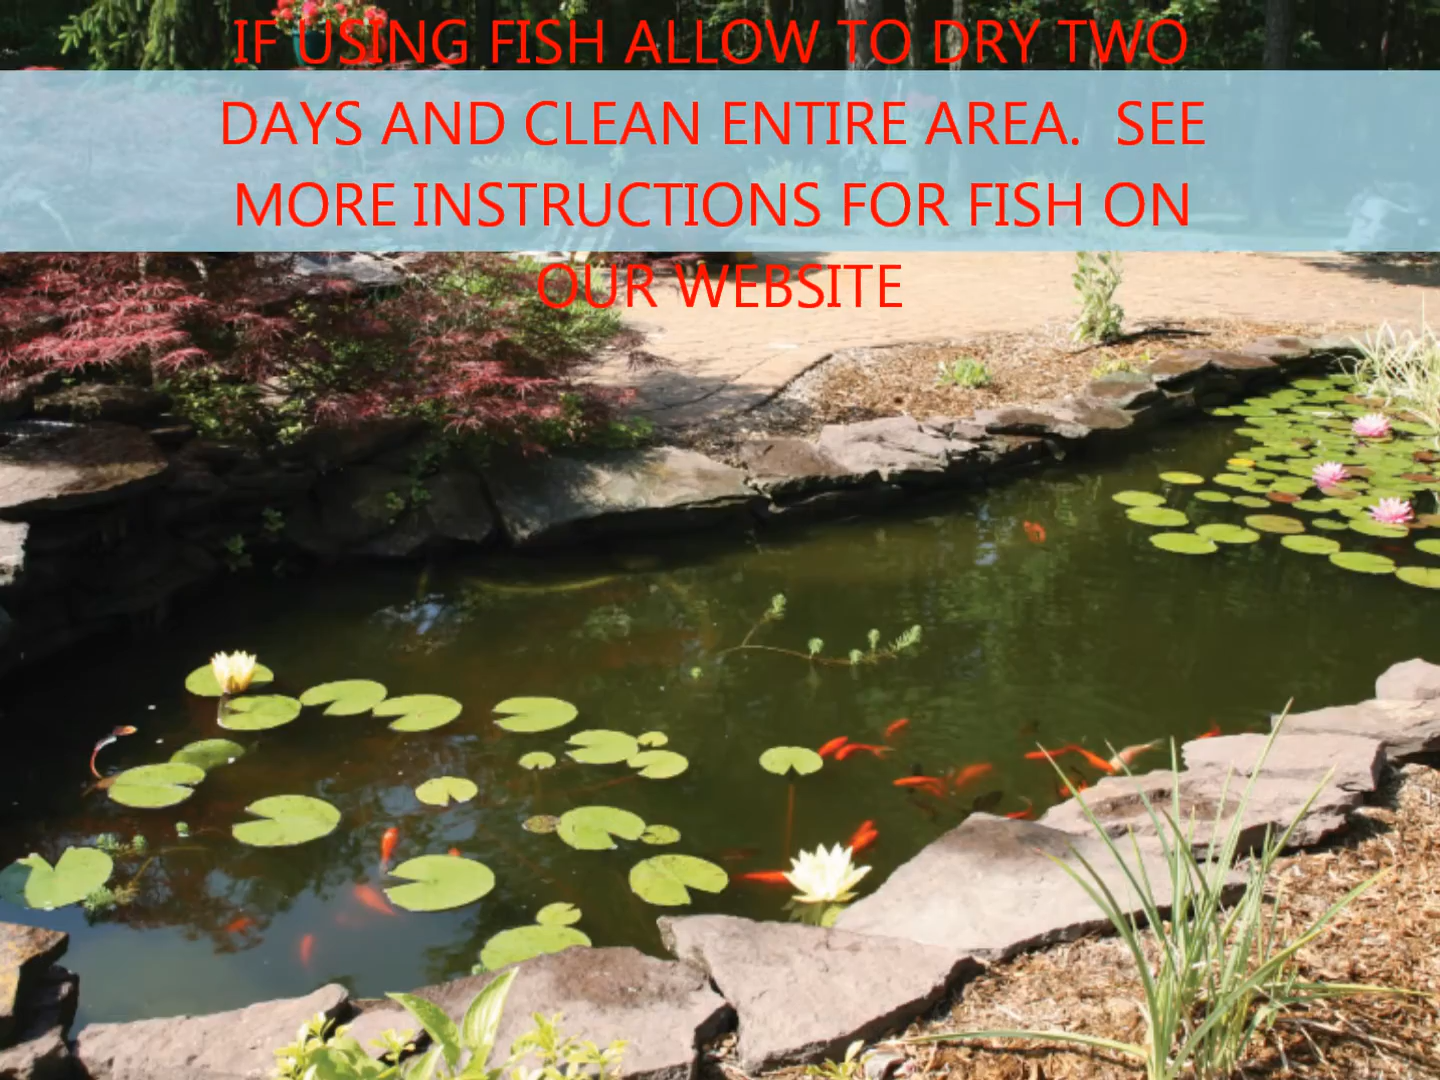 IF USING FISH ALLOW TO DRY TWO
DAYS AND CLEAN ENTIRE AREA.  SEE
MORE INSTRUCTIONS FOR FISH ON
OUR WEBSITE